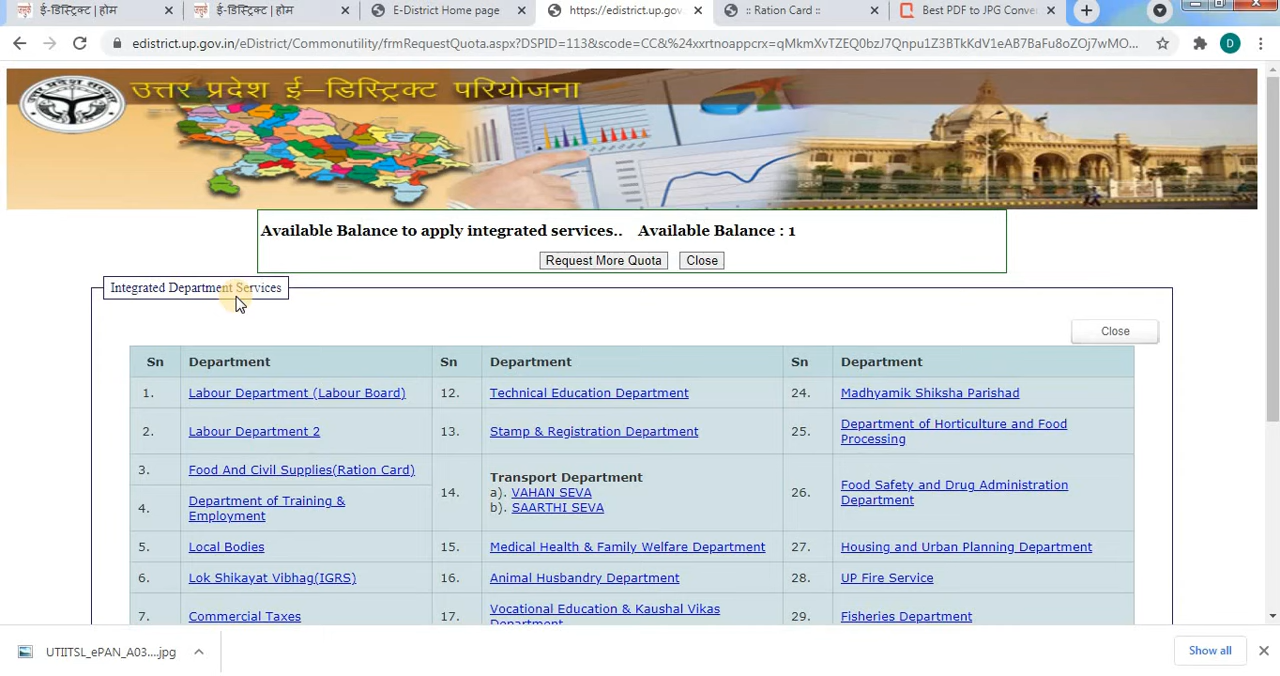 ई-डिस्ट्रिक्ट | होम
ई-डिस्ट्रिक्ट | होम
E-District Home page
https://edistrict.up.gov.
:: Ration Card ::
Best PDF to JPG Conver
edistrict.up.gov.in/eDistrict/Commonutility/frmRequestQuota.aspx?DSPID=113&scode=CC&%24xxrtnoappcrx=qMkmXvTZEQ0bzJ7Qnpu1Z3BTkKdV1eAB7BaFu8oZOj7wMO...
D
उत्तर प्रदेश ई–डिस्ट्रिक्ट परियोजना
Available Balance to apply integrated services.. Available Balance : 1
Request More Quota
Close
Integrated Department Services
Close
Sn Department Sn Department Sn Department
1. Labour Department (Labour Board) 12. Technical Education Department 24. Madhyamik Shiksha Parishad
2. Labour Department 2 13. Stamp & Registration Department 25. Department of Horticulture and Food
Processing
3. Food And Civil Supplies(Ration Card) 14. Transport Department
a). VAHAN SEVA
b). SAARTHI SEVA
26. Food Safety and Drug Administration
Department
4. Department of Training &
Employment
5. Local Bodies 15. Medical Health & Family Welfare Department 27. Housing and Urban Planning Department
6. Lok Shikayat Vibhag(IGRS) 16. Animal Husbandry Department 28. UP Fire Service
7. Commercial Taxes 17. Vocational Education & Kaushal Vikas
Department
29. Fisheries Department
UTIITSL_ePAN_A03....jpg
Show all